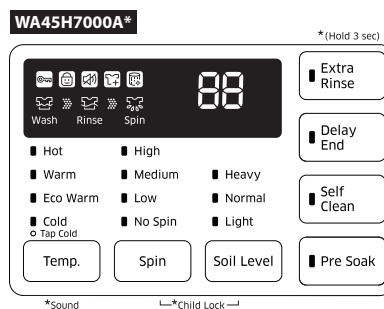 WA45H7000A*
*(Hold 3 sec)
88
Wash Rinse Spin
Extra
Rinse
Delay
End
Self
Clean
Pre Soak
Hot High
Warm Medium Heavy
Eco Warm Low Normal
Cold No Spin Light
Tap Cold
Temp. Spin Soil Level
*Sound *Child Lock